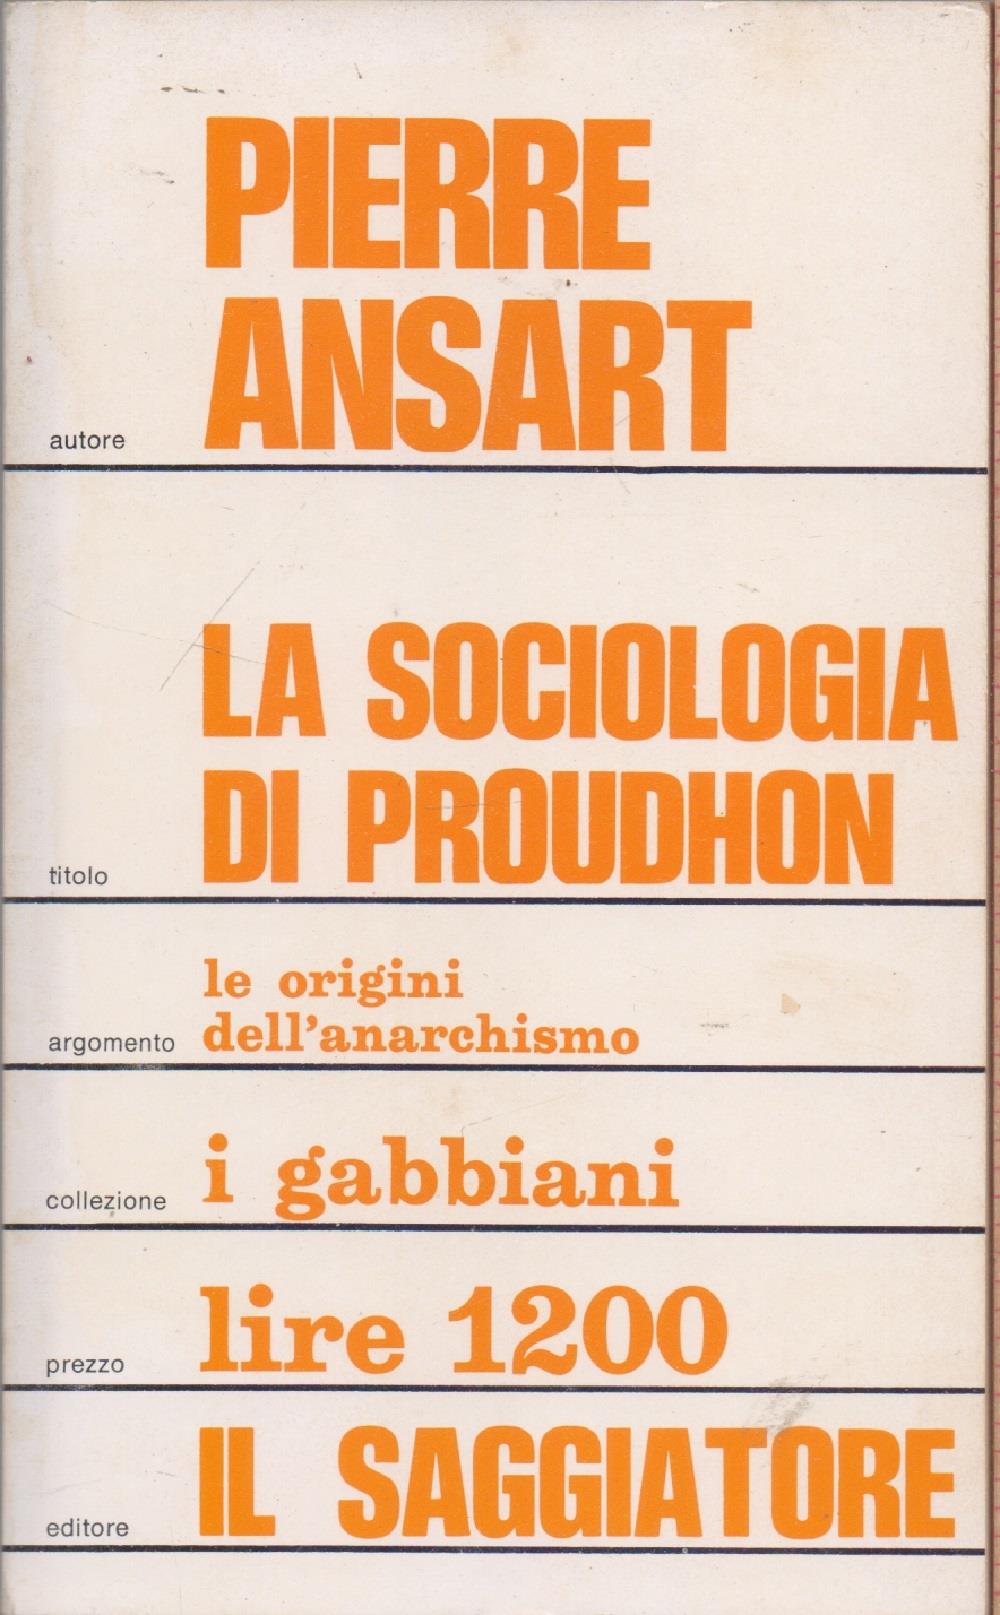 PIERRE
ANSART
autore
LA SOCIOLOGIA
DI PROUDHON
titolo
le origini
dell'anarchismo
argomento
i gabbiani
collezione
lire 1200
prezzo
IL SAGGIATORE
editore